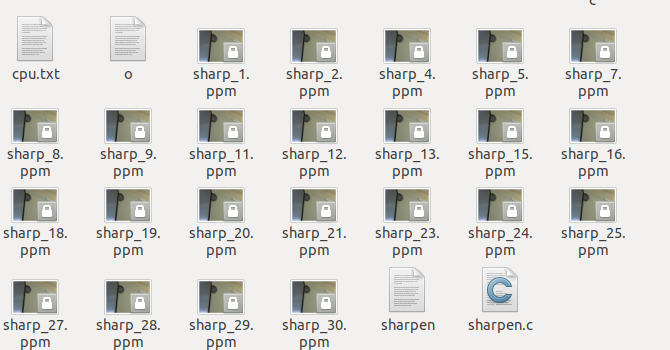 c
cpu.txt o sharp_1. sharp_2. sharp_4. sharp_5. sharp_7.
ppm ppm ppm ppm ppm
sharp_8. sharp_9. sharp_11. sharp_12. sharp_13. sharp_15. sharp_16.
ppm ppm ppm ppm ppm ppm ppm
sharp_18. sharp_19. sharp_20. sharp_21. sharp_23. sharp_24. sharp_25.
ppm ppm ppm ppm ppm ppm ppm
sharp_27. sharp_28. sharp_29. sharp_30. sharpen sharpen.c
ppm ppm ppm ppm